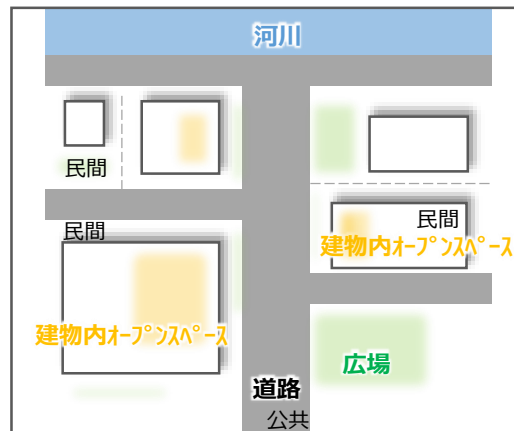 河川
民間
民間
民間
建物内ｵｰﾌﾟﾝｽﾍﾟｰｽ
建物内ｵｰﾌﾟﾝｽﾍﾟｰｽ
広場
道路
公共